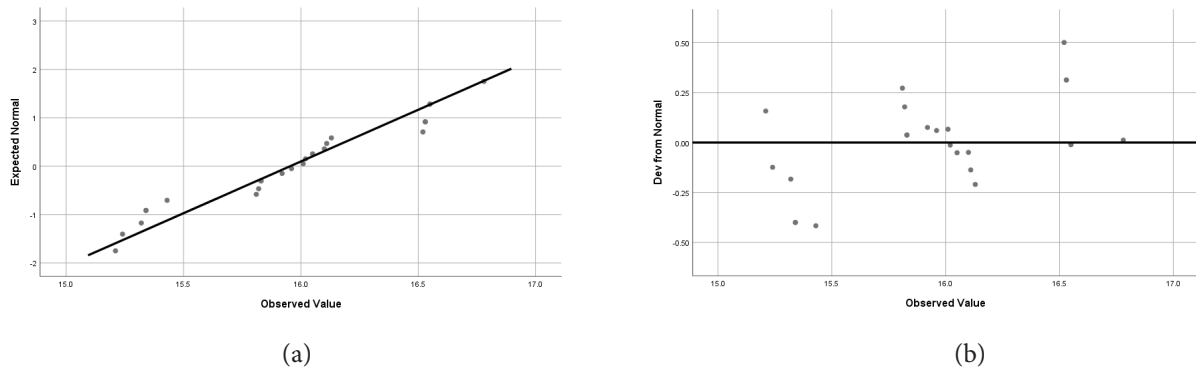 3
2
1
0
-1
-2
Expected Normal
15.0 15.5 16.0 16.5 17.0
Observed Value
(a)
0.50
0.25
0.00
-0.25
-0.50
Dev from Normal
15.0 15.5 16.0 16.5 17.0
Observed Value
(b)